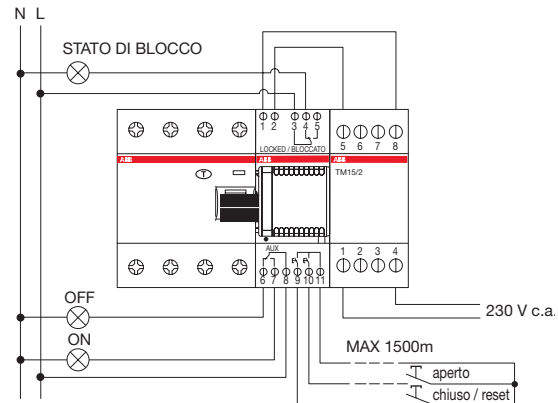 N L
STATO DI BLOCCO
1 2 3 4 5
5 6 7 8
LOCKED / BLOCCATO
ABB ABB ABB
T
TM15/2
AUX
1 2 3 4
6 7 8 9 10 11
OFF
230 V c.a.
ON
MAX 1500m
aperto
chiuso / reset